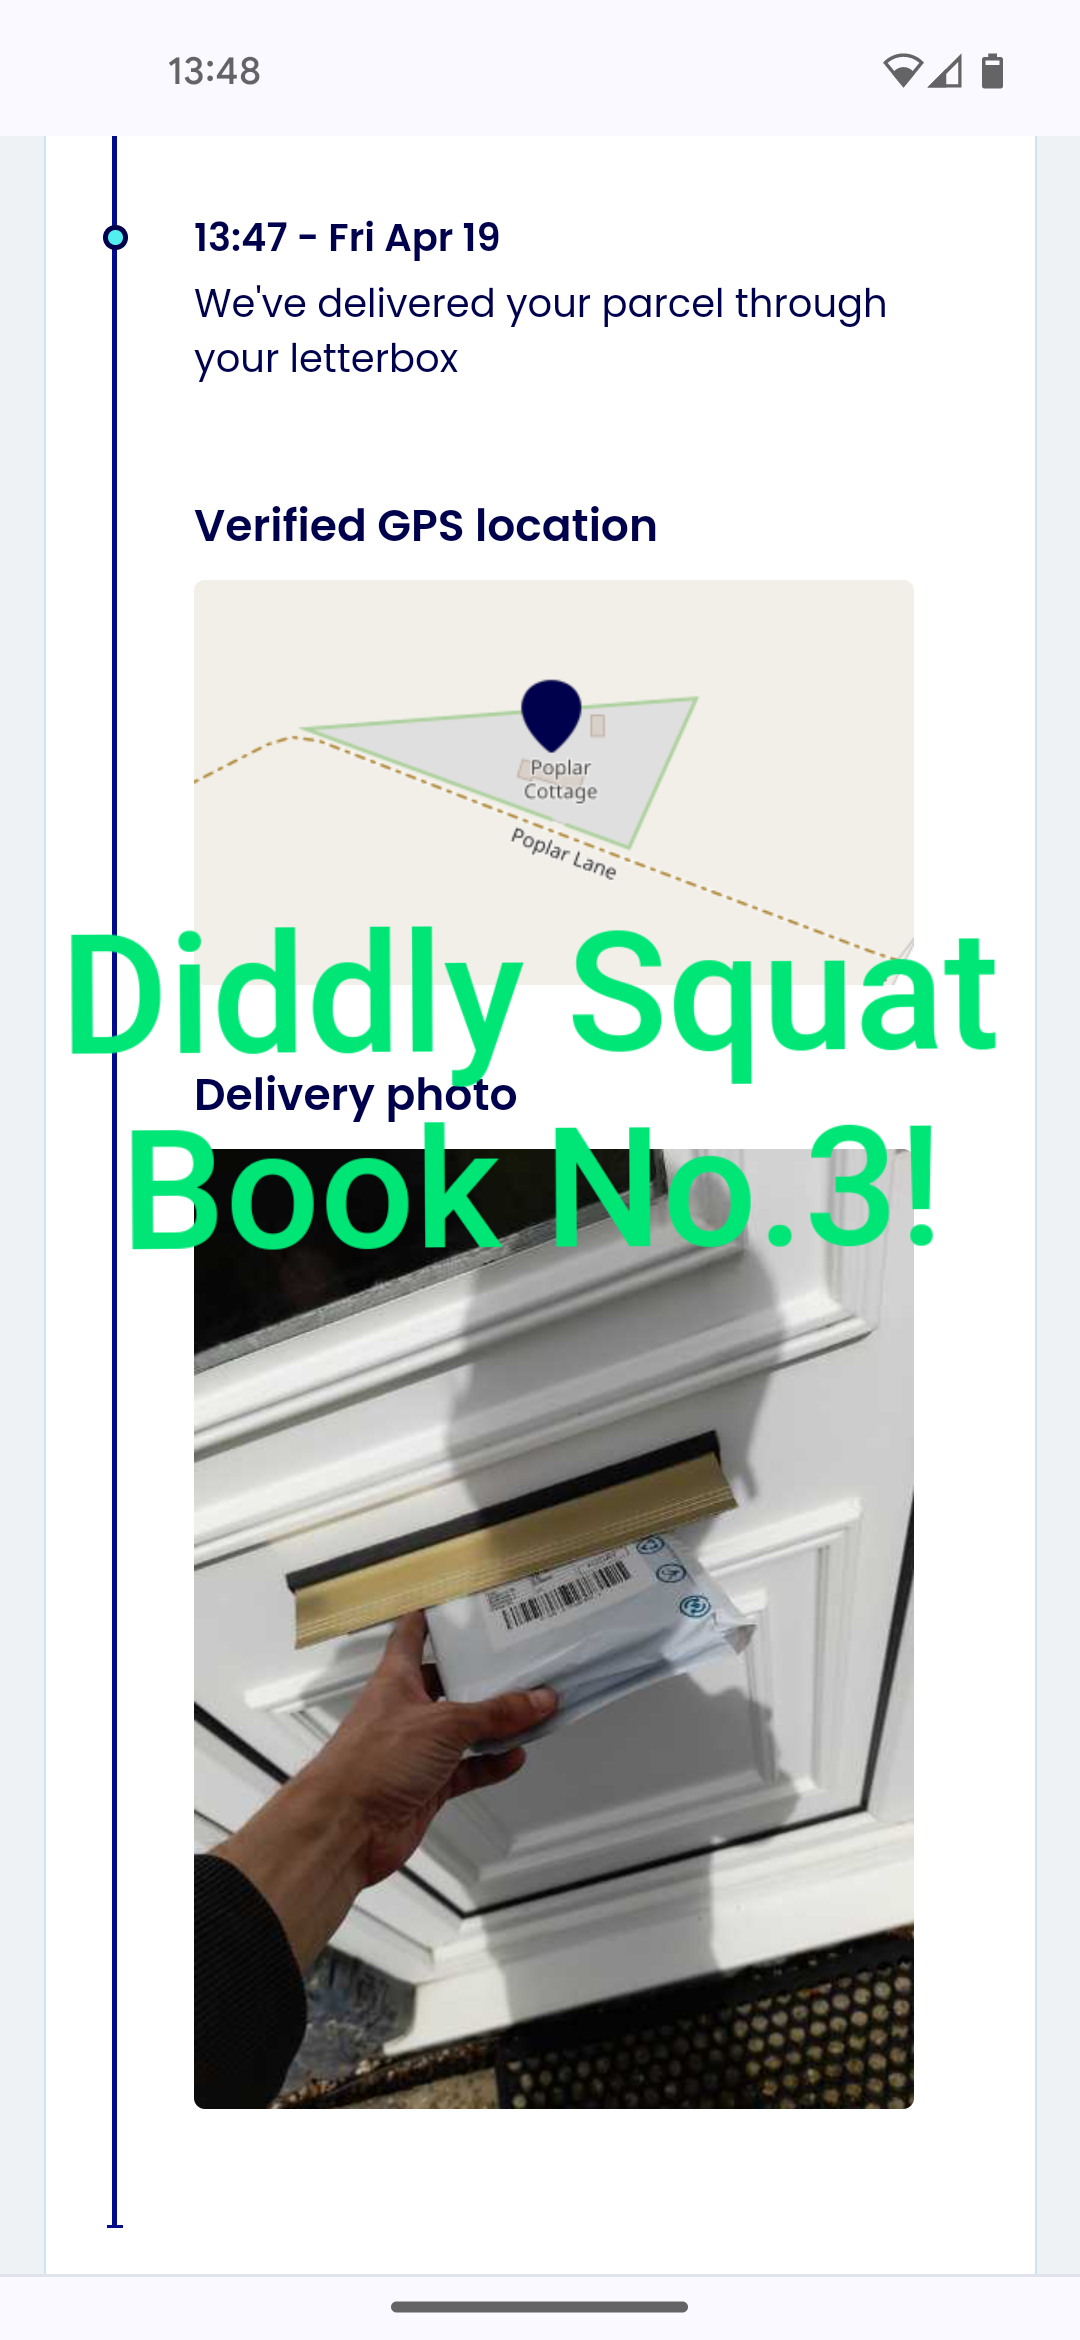 13:48
13:47 - Fri Apr 19
We've delivered your parcel through
your letterbox
Verified GPS location
Poplar
Cottage
Poplar Lane
Diddly Squat
Delivery photo
Book No.3!